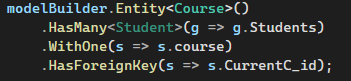 modelBuilder.Entity<Course>()
.HasMany<Student>(g => g.Students)
.WithOne(s => s.course)
.HasForeignKey(s => s.CurrentC_id);